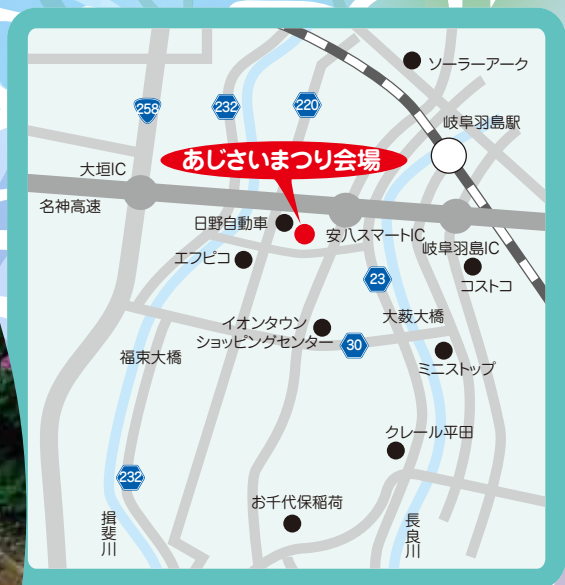 ソーラーアーク
258
232
220
岐阜羽島駅
あじさいまつり会場
大垣IC
名神高速
日野自動車
安八スマートIC
岐阜羽島IC
エフピコ
コストコ
23
イオンタウン
ショッピングセンター
大薮大橋
30
福束大橋
ミニストップ
クレール平田
232
お千代保稲荷
揖斐川
長良川